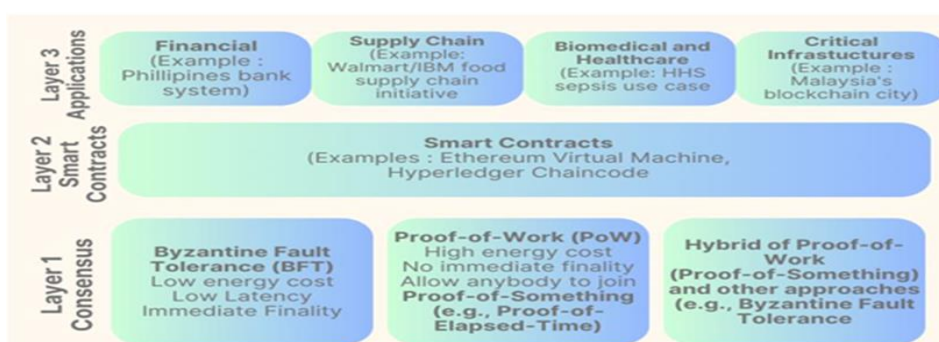 Layer 3
Applications
Financial
(Example :
Phillipines bank
system)
Supply Chain
(Example:
Walmart/IBM food
supply chain
initiative
Biomedical and
Healthcare
(Example: HHS
sepsis use case
Critical
Infrastuctures
(Example :
Malaysia's
blockchain city)
Layer 2
Smart
Contracts
Smart Contracts
(Examples : Ethereum Virtual Machine,
Hyperledger Chaincode
Layer 1
Consensus
Byzantine Fault
Tolerance (BFT)
Low energy cost
Low Latency
Immediate Finality
Proof-of-Work (PoW)
High energy cost
No immediate finality
Allow anybody to join
Proof-of-Something
(e.g., Proof-of-
Elapsed-Time)
Hybrid of Proof-of-
Work
(Proof-of-Something)
and other approaches
(e.g., Byzantine Fault
Tolerance